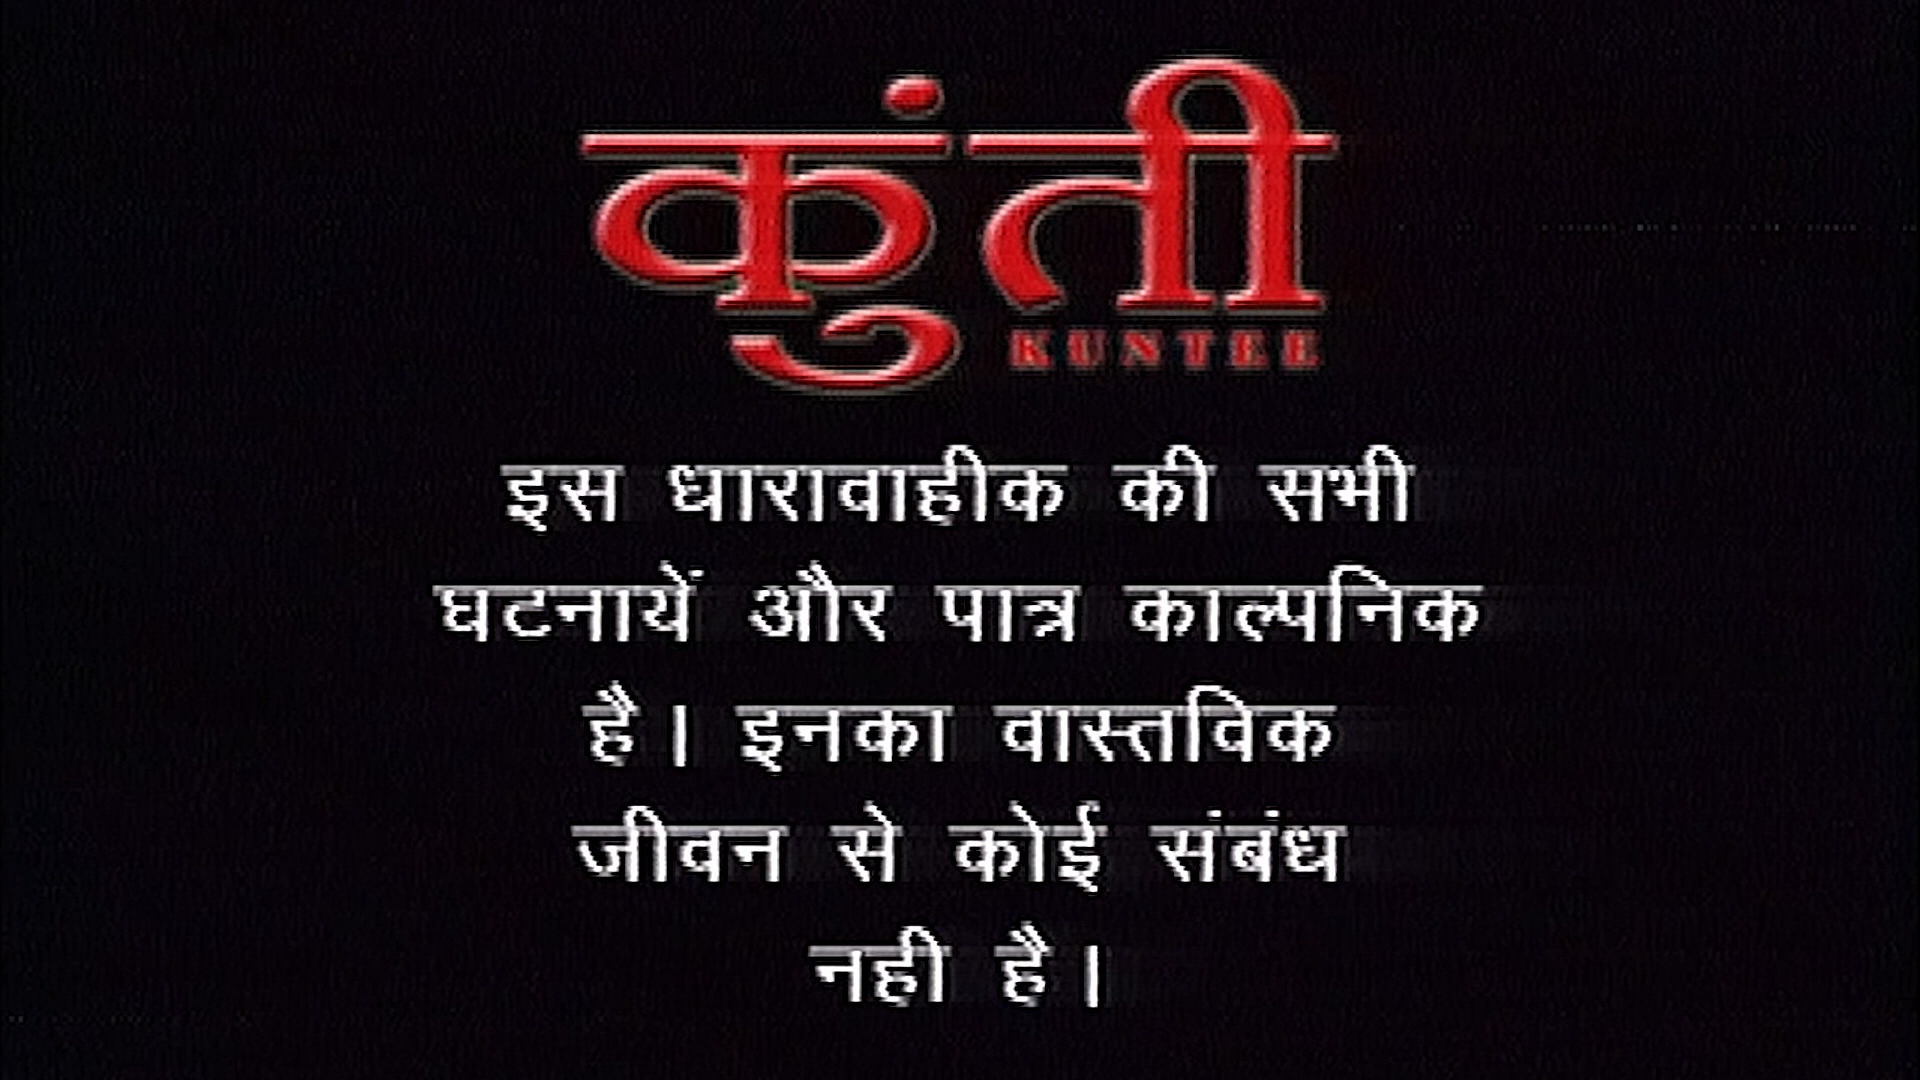 कुंती
KUNTEE
इस धारावाहीक की सभी
घटनायें और पात्र काल्पनिक
है। इनका वास्तविक
जीवन से कोई संबंध
नही है।